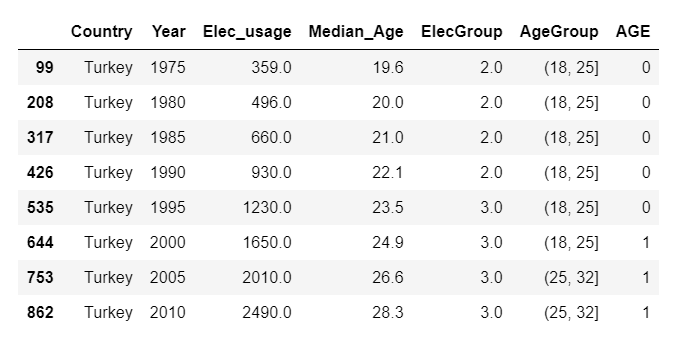 Country Year Elec_usage Median_Age ElecGroup AgeGroup AGE
99 Turkey 1975 359.0 19.6 2.0 (18, 25] 0
208 Turkey 1980 496.0 20.0 2.0 (18, 25] 0
317 Turkey 1985 660.0 21.0 2.0 (18, 25] 0
426 Turkey 1990 930.0 22.1 2.0 (18, 25] 0
535 Turkey 1995 1230.0 23.5 3.0 (18, 25] 0
644 Turkey 2000 1650.0 24.9 3.0 (18, 25] 1
753 Turkey 2005 2010.0 26.6 3.0 (25, 32] 1
862 Turkey 2010 2490.0 28.3 3.0 (25, 32] 1